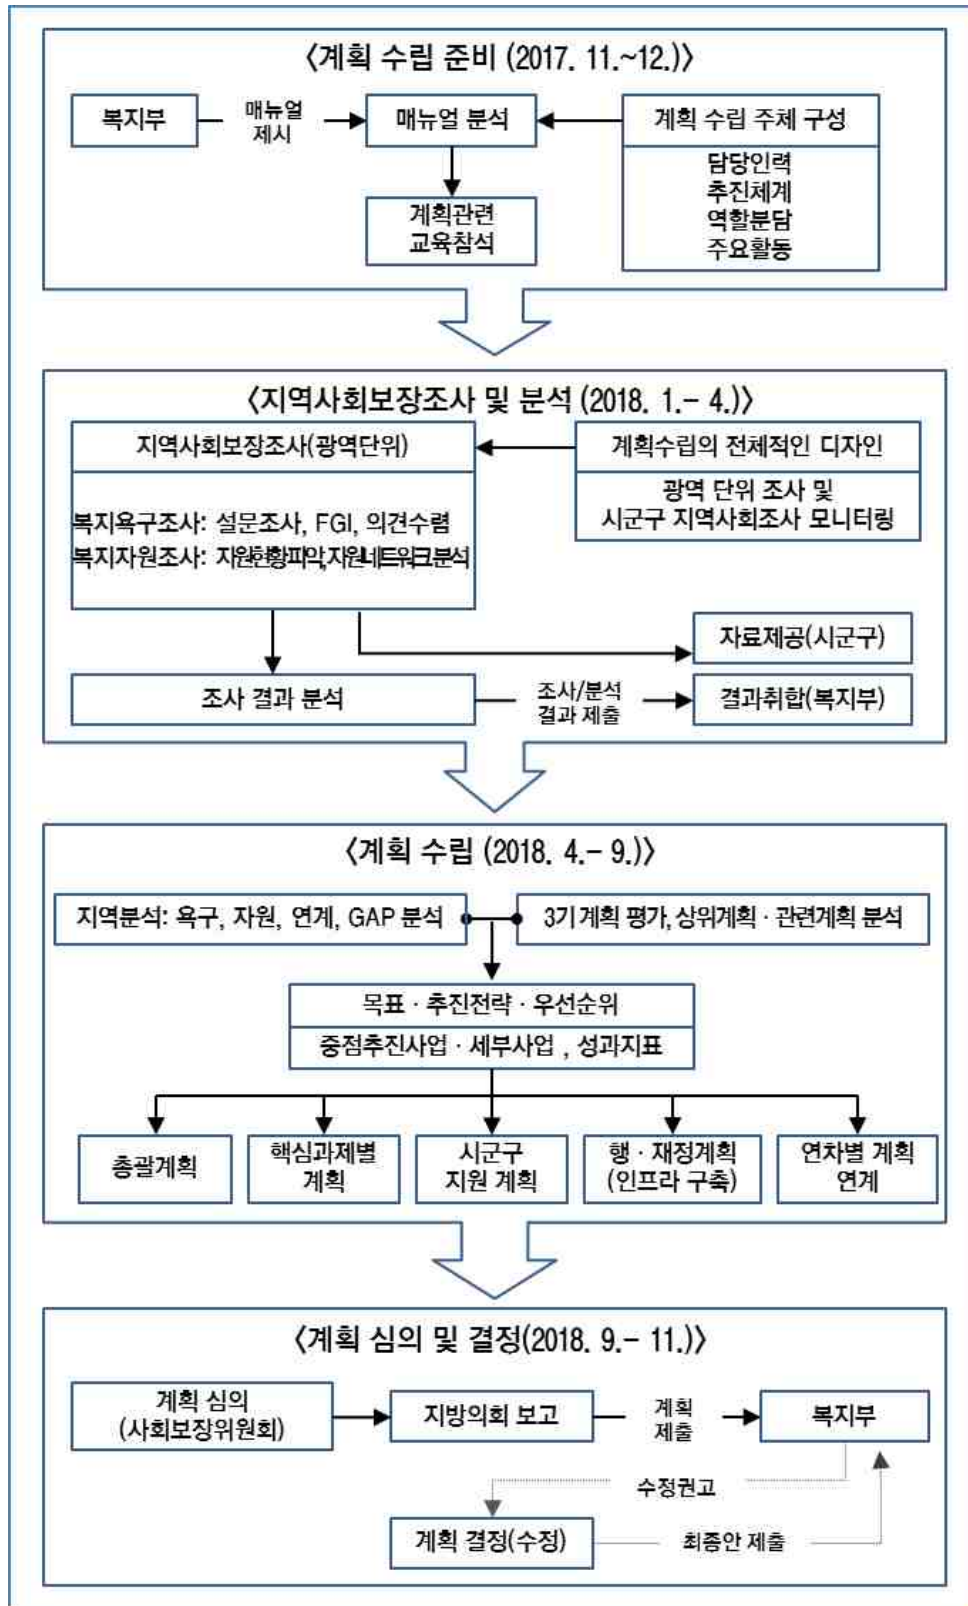 <계획 수립 준비 (2017. 11.~12.)>
복지부
매뉴얼
제시
매뉴얼 분석
계획 수립 주체 구성
담당인력
추진체계
역할분담
주요활동
계획관련
교육참석
<지역사회보장조사 및 분석 (2018. 1.- 4.)>
지역사회보장조사(광역단위)
계획수립의 전체적인 디자인
광역 단위 조사 및
시군구 지역사회조사 모니터링
복지욕구조사: 설문조사, FGI, 의견수렴
복지자원조사: 자원현황파악,자원네트워크분석
자료제공(시군구)
조사 결과 분석
조사/분석
결과 제출
결과취합(복지부)
<계획 수립 (2018. 4.- 9.)>
지역분석: 욕구, 자원, 연계, GAP 분석
3기 계획 평가, 상위계획 · 관련계획 분석
목표 · 추진전략 · 우선순위
중점추진사업 · 세부사업 , 성과지표
총괄계획
핵심과제별
계획
시군구
지원 계획
행 · 재정계획
(인프라 구축)
연차별 계획
연계
<계획 심의 및 결정(2018. 9.- 11.)>
계획 심의
(사회보장위원회)
지방의회 보고
계획
제출
복지부
수정권고
계획 결정(수정)
최종안 제출